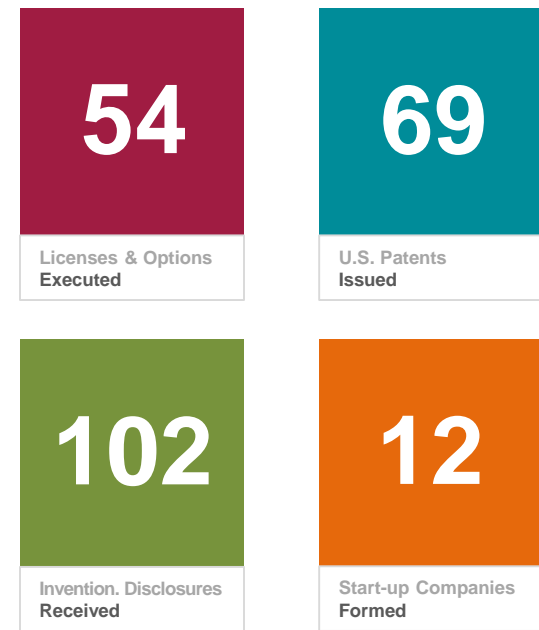 54
Licenses & Options
Executed
69
U.S. Patents
Issued
102
Invention. Disclosures
Received
12
Start-up Companies
Formed